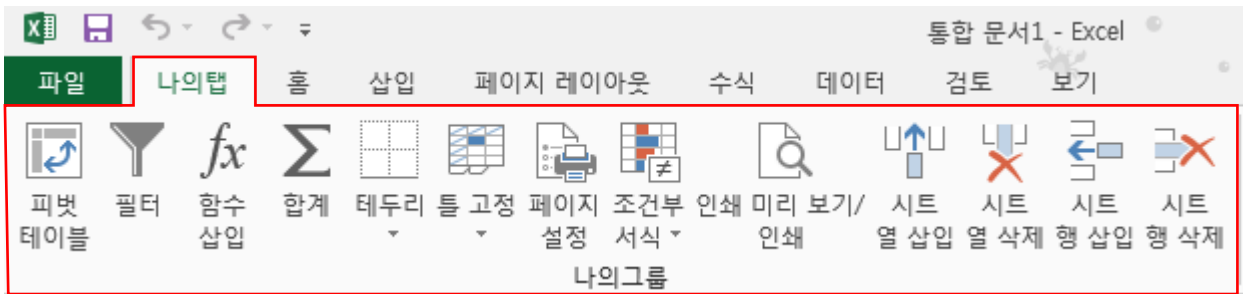 통합 문서1 - Excel
파일 나의탭 홈 삽입 페이지 레이아웃 수식 데이터 검토 보기
피벗 필터 함수 합계 테두리 틀 고정 페이지 조건부 인쇄 미리 보기/ 시트 시트 시트 시트
테이블 삽입 설정 서식 인쇄 열 삽입 열 삭제 행 삽입 행 삭제
나의그룹